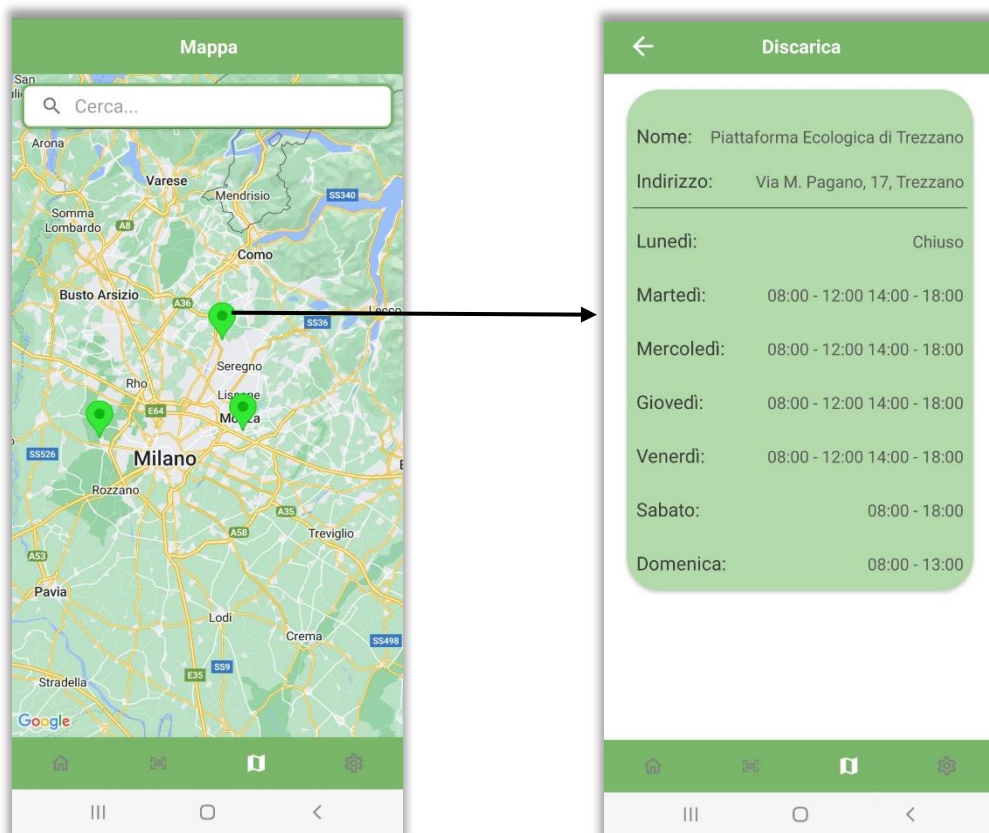 Mappa
San
Cerca...
Arona
Varese
Mendrisio
SS340
Somma
Lombardo
A8
Como
Busto Arsizio
A36
Lecco
SS36
Seregno
Rho
Lissone
E64
Monza
SS526
Milano
Rozzano
A35
A58
Treviglio
A53
Pavia
Lodi
Crema
SS498
E35
SS9
Stradella
Google
Discarica
Nome: Piattaforma Ecologica di Trezzano
Indirizzo: Via M. Pagano, 17, Trezzano
Lunedì: Chiuso
Martedì: 08:00 - 12:00 14:00 - 18:00
Mercoledì: 08:00 - 12:00 14:00 - 18:00
Giovedì: 08:00 - 12:00 14:00 - 18:00
Venerdì: 08:00 - 12:00 14:00 - 18:00
Sabato: 08:00 - 18:00
Domenica: 08:00 - 13:00